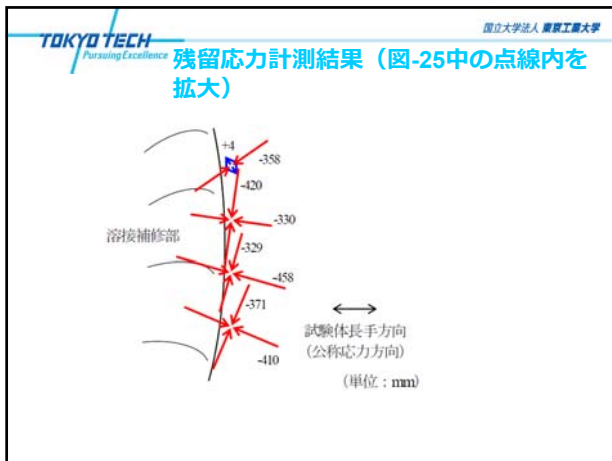 国立大学法人 東京工業大学
TOKYO TECH
Pursuing Excellence
残留応力計測結果（図-25中の点線内を
拡大）
+4
-358
-420
-330
溶接補修部
-329
-458
-371
試験体長手方向
(公称応力方向)
-410
(単位：mm)